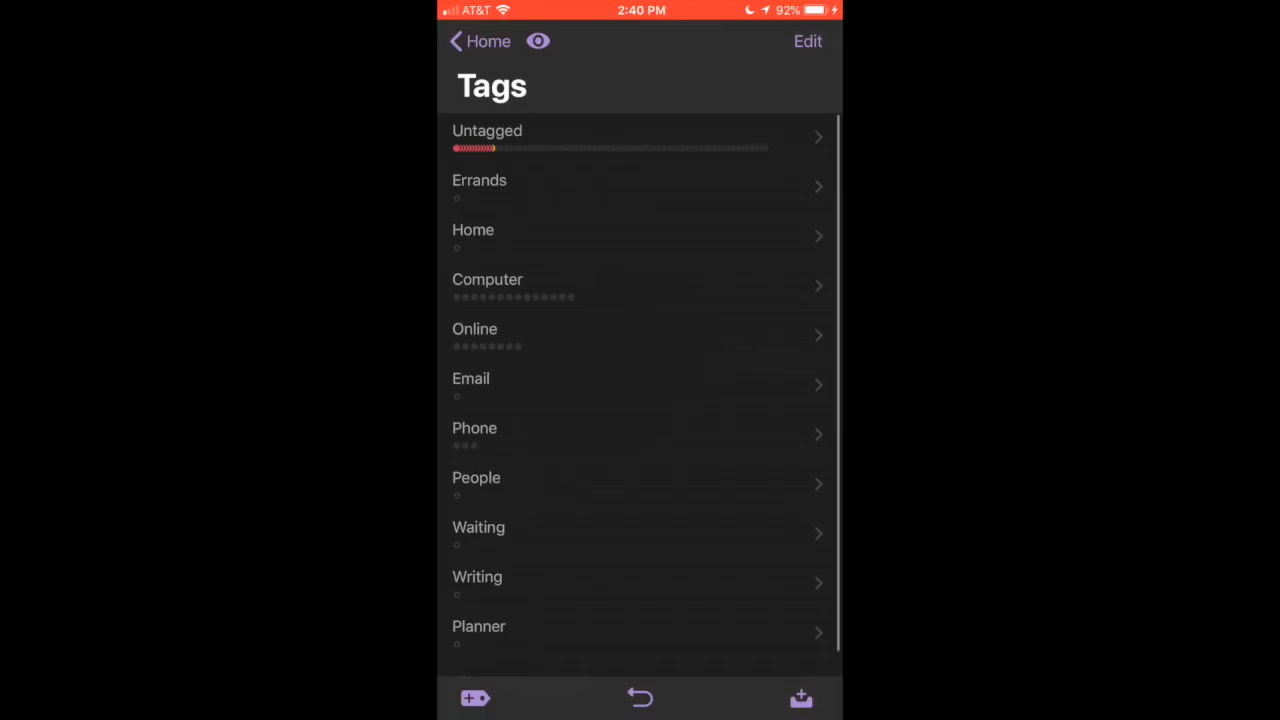 AT&T 2:40 PM 92%
Home Edit
Tags
Untagged
Errands
Home
Computer
Online
Email
Phone
People
Waiting
Writing
Planner